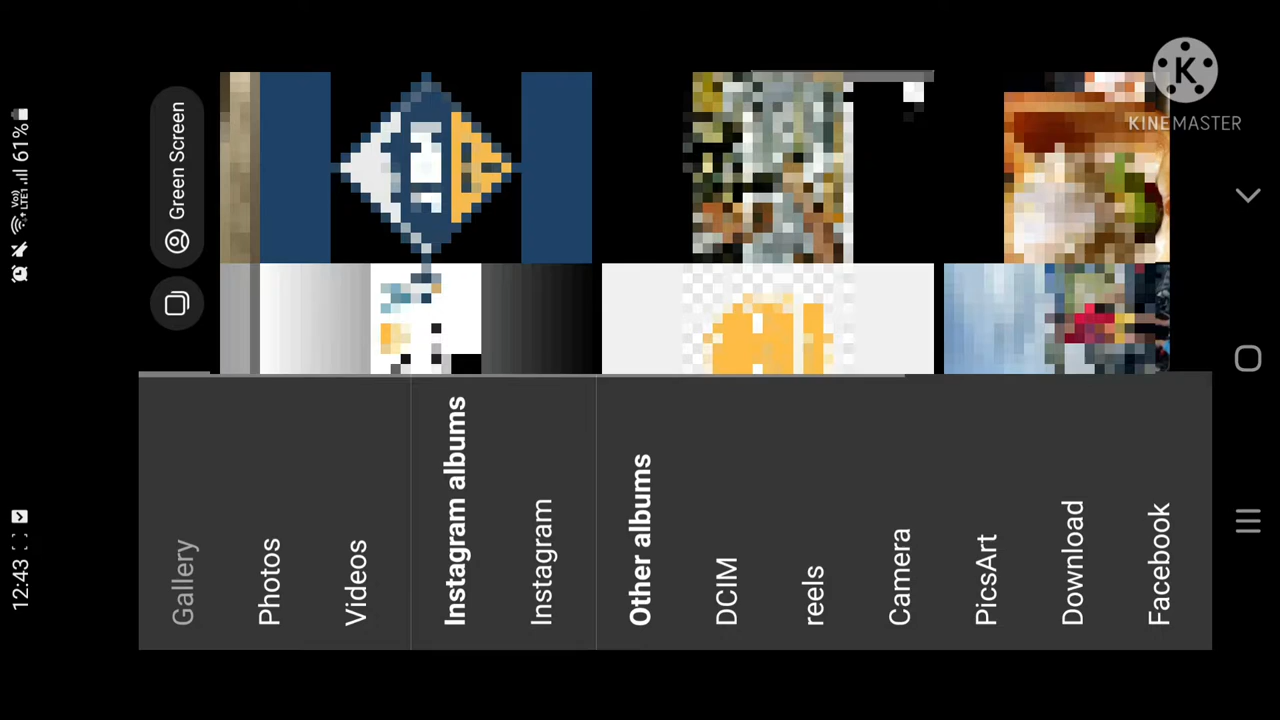 12:43
61%
Green Screen
Gallery
Photos
Videos
Instagram albums
Instagram
Other albums
DCIM
reels
Camera
PicsArt
Download
Facebook
K
KINEMASTER